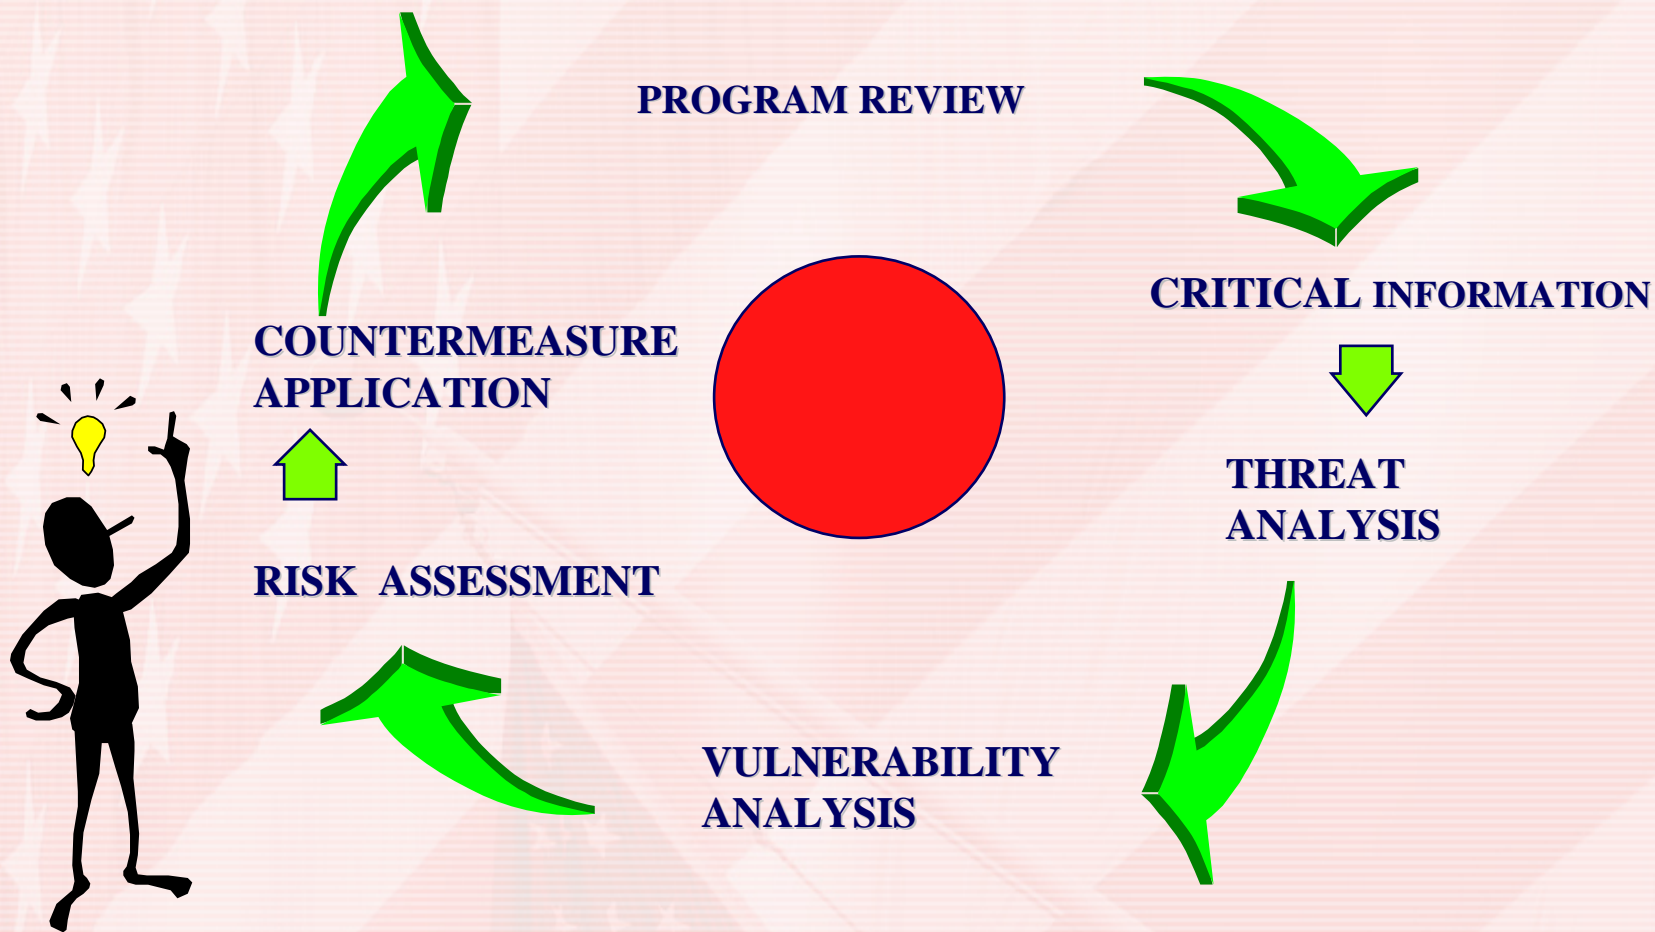 PROGRAM REVIEW
CRITICAL INFORMATION
THREAT
ANALYSIS
VULNERABILITY
ANALYSIS
RISK ASSESSMENT
COUNTERMEASURE
APPLICATION